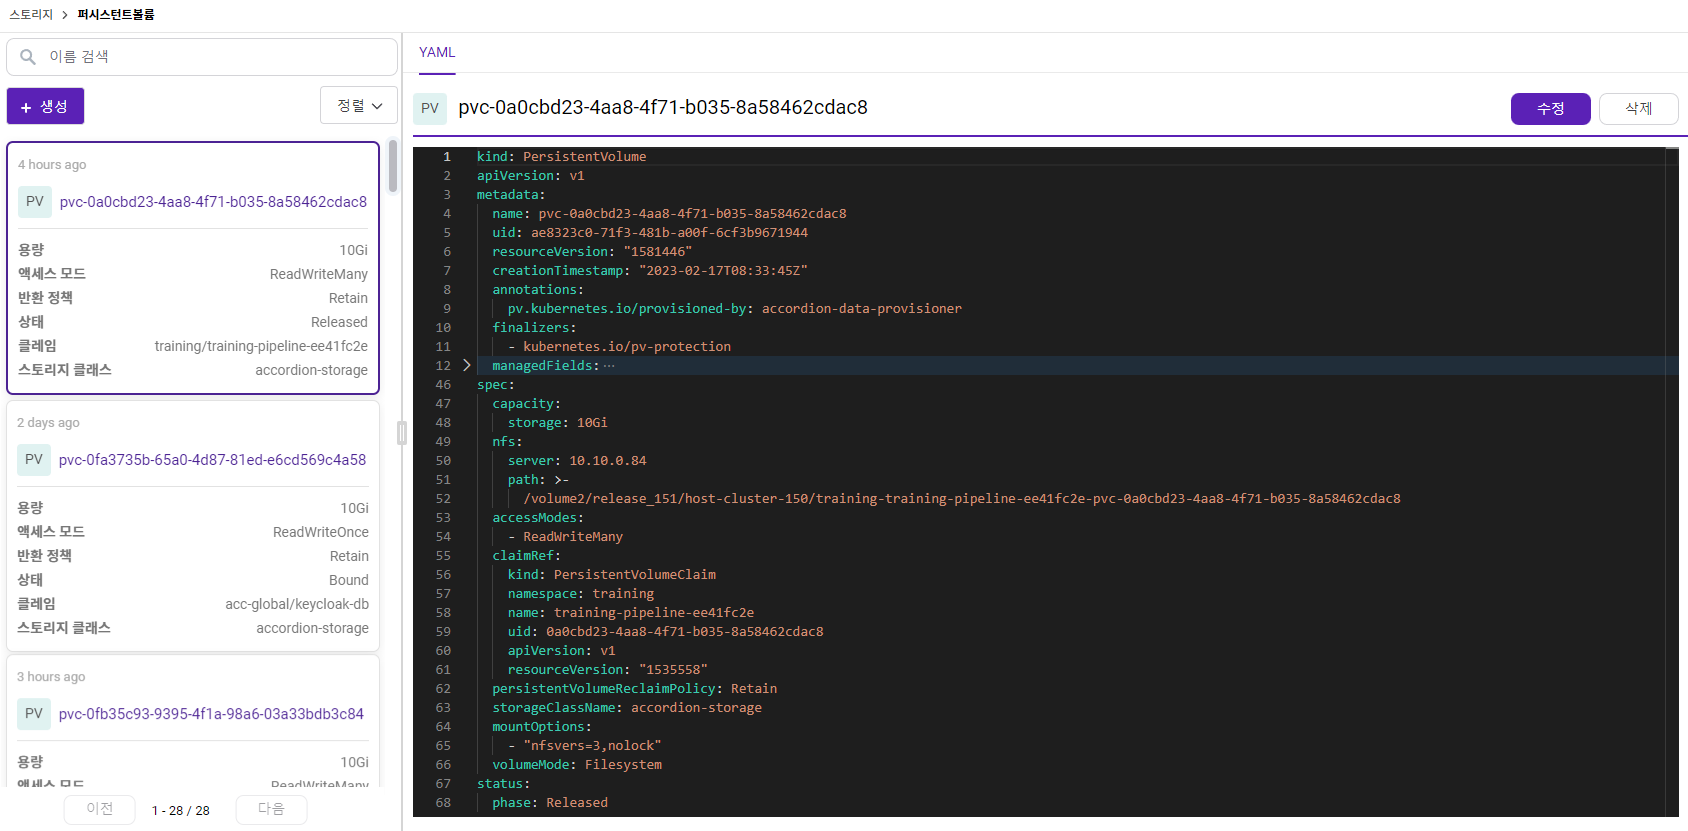 스토리지 > 퍼시스턴트볼륨
이름 검색
+ 생성
정렬
4 hours ago
PV pvc-0a0cbd23-4aa8-4f71-b035-8a58462cdac8
용량 10Gi
액세스 모드 ReadWriteMany
반환 정책 Retain
상태 Released
클레임 training/training-pipeline-ee41fc2e
스토리지 클래스 accordion-storage
2 days ago
PV pvc-0fa3735b-65a0-4d87-81ed-e6cd569c4a58
용량 10Gi
액세스 모드 ReadWriteOnce
반환 정책 Retain
상태 Bound
클레임 acc-global/keycloak-db
스토리지 클래스 accordion-storage
3 hours ago
PV pvc-0fb35c93-9395-4f1a-98a6-03a33bdb3c84
용량 10Gi
액세스 모드 ReadWriteMany
이전 1 - 28 / 28 다음
YAML
PV pvc-0a0cbd23-4aa8-4f71-b035-8a58462cdac8
수정 삭제
1 kind: PersistentVolume
2 apiVersion: v1
3 metadata:
4 name: pvc-0a0cbd23-4aa8-4f71-b035-8a58462cdac8
5 uid: ae8323c0-71f3-481b-a00f-6cf3b9671944
6 resourceVersion: "1581446"
7 creationTimestamp: "2023-02-17T08:33:45Z"
8 annotations:
9 pv.kubernetes.io/provisioned-by: accordion-data-provisioner
10 finalizers:
11 - kubernetes.io/pv-protection
12 > managedFields: ···
46 spec:
47 capacity:
48 storage: 10Gi
49 nfs:
50 server: 10.10.0.84
51 path: >-
52 /volume2/release_151/host-cluster-150/training-training-pipeline-ee41fc2e-pvc-0a0cbd23-4aa8-4f71-b035-8a58462cdac8
53 accessModes:
54 - ReadWriteMany
55 claimRef:
56 kind: PersistentVolumeClaim
57 namespace: training
58 name: training-pipeline-ee41fc2e
59 uid: 0a0cbd23-4aa8-4f71-b035-8a58462cdac8
60 apiVersion: v1
61 resourceVersion: "1535558"
62 persistentVolumeReclaimPolicy: Retain
63 storageClassName: accordion-storage
64 mountOptions:
65 - "nfsvers=3,nolock"
66 volumeMode: Filesystem
67 status:
68 phase: Released